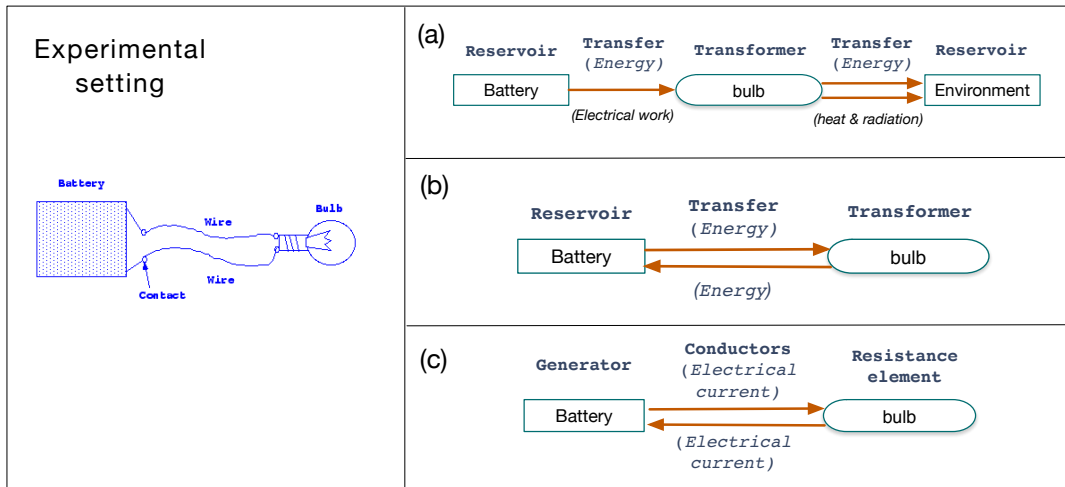 Experimental
setting
Battery
Wire
Bulb
Wire
Contact
(a)
Reservoir
Transfer
(Energy)
Transformer
Transfer
(Energy)
Reservoir
Battery
bulb
Environment
(Electrical work)
(heat & radiation)
(b)
Reservoir
Transfer
(Energy)
Transformer
Battery
bulb
(Energy)
(c)
Generator
Conductors
(Electrical
current)
Resistance
element
Battery
bulb
(Electrical
current)